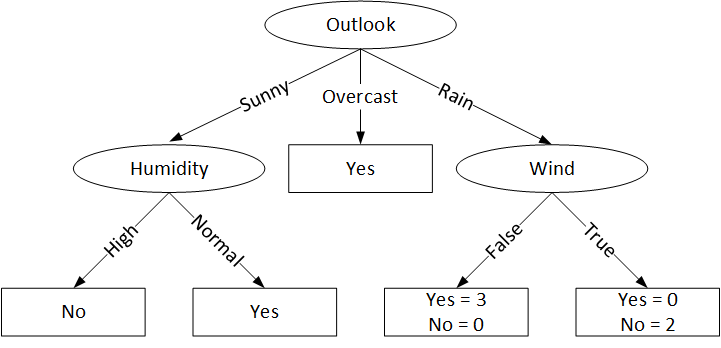 Outlook
Sunny
Overcast
Rain
Humidity
Yes
Wind
High
Normal
False
True
No
Yes
Yes = 3
No = 0
Yes = 0
No = 2